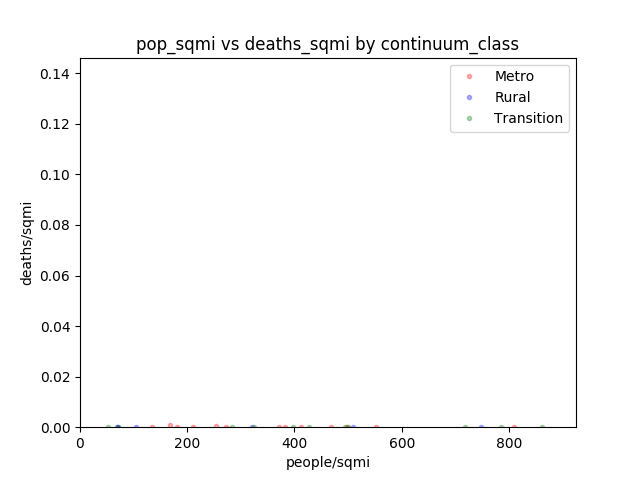 pop_sqmi vs deaths_sqmi by continuum_class
Metro
Rural
Transition
deaths/sqmi
0.14
0.12
0.10
0.08
0.06
0.04
0.02
0.00
0 200 400 600 800
people/sqmi